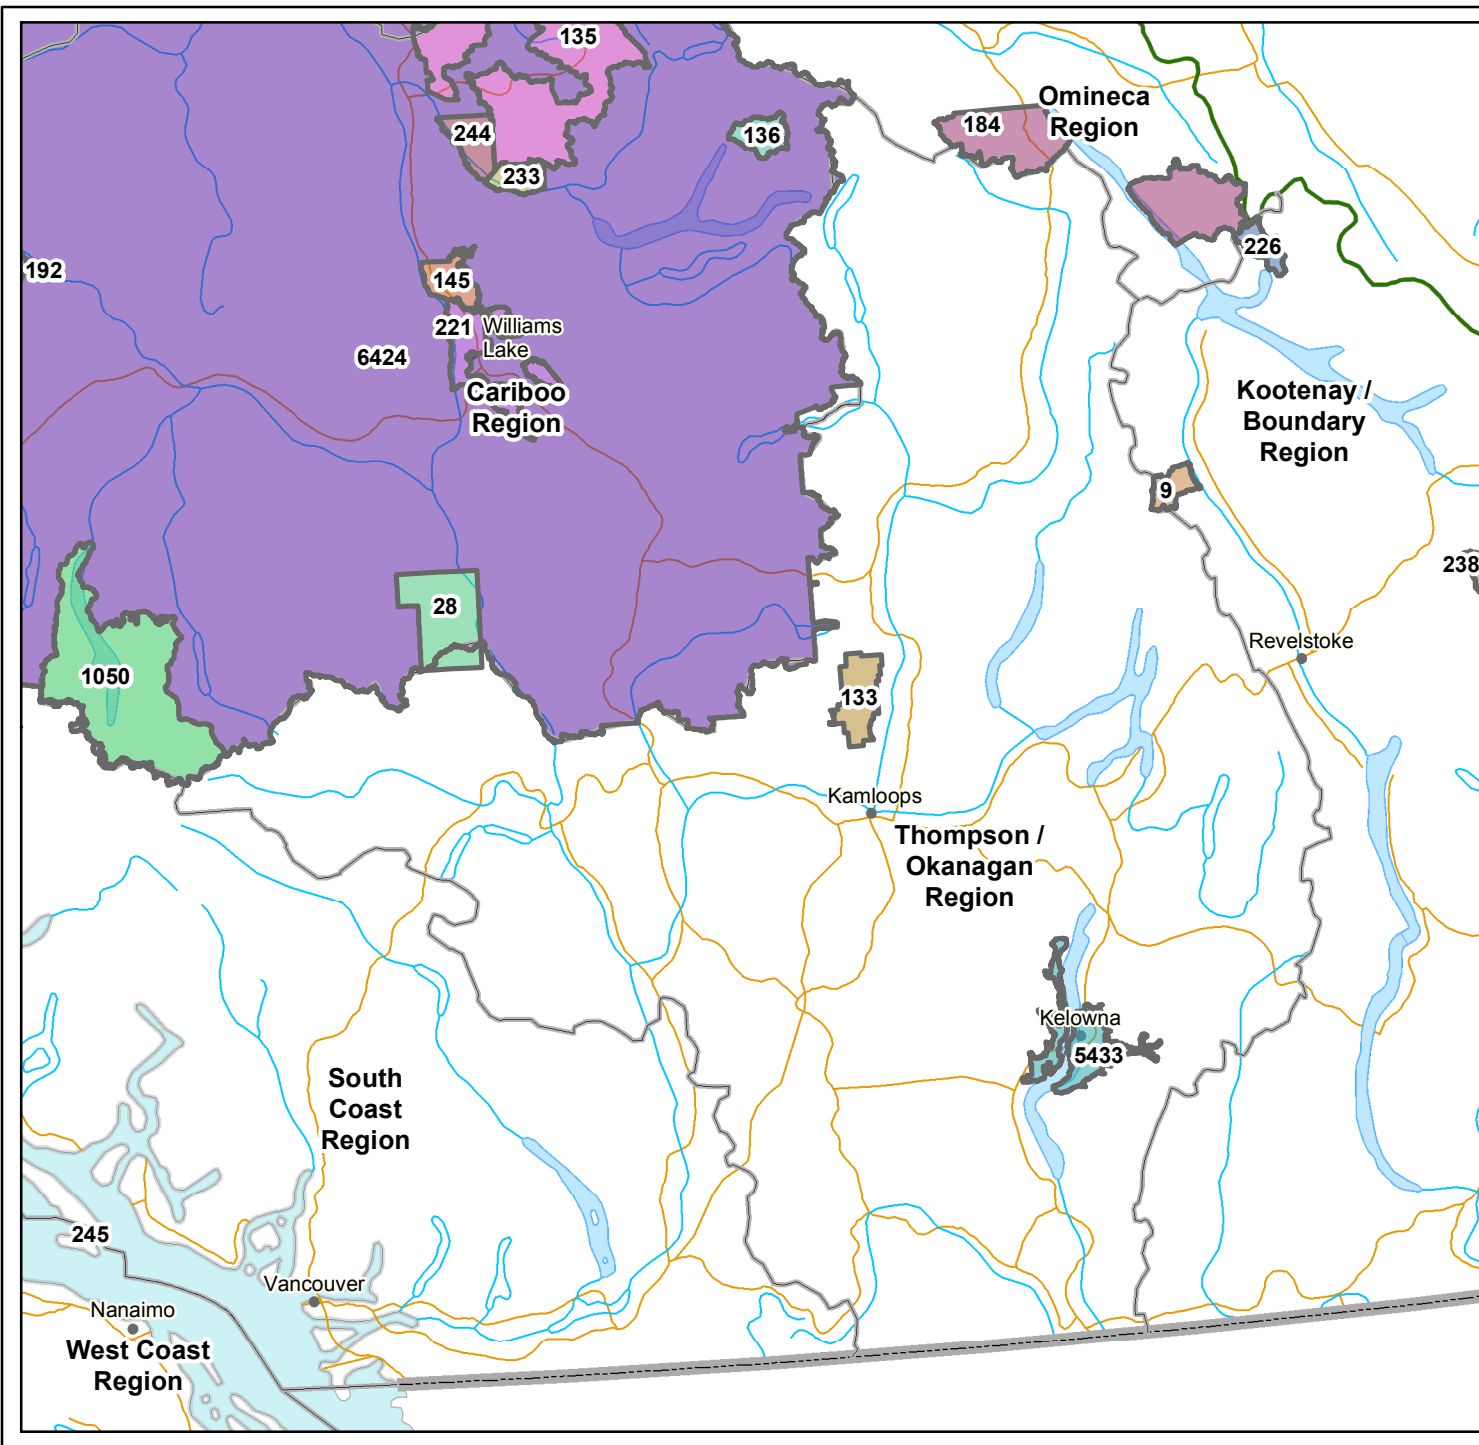 135
Omineca
Region
184
244
136
233
226
192
145
221
Williams
Lake
6424
Cariboo
Region
Kootenay /
Boundary
Region
9
238
28
Revelstoke
1050
133
Kamloops
Thompson /
Okanagan
Region
Kelowna
5433
South
Coast
Region
245
Vancouver
Nanaimo
West Coast
Region